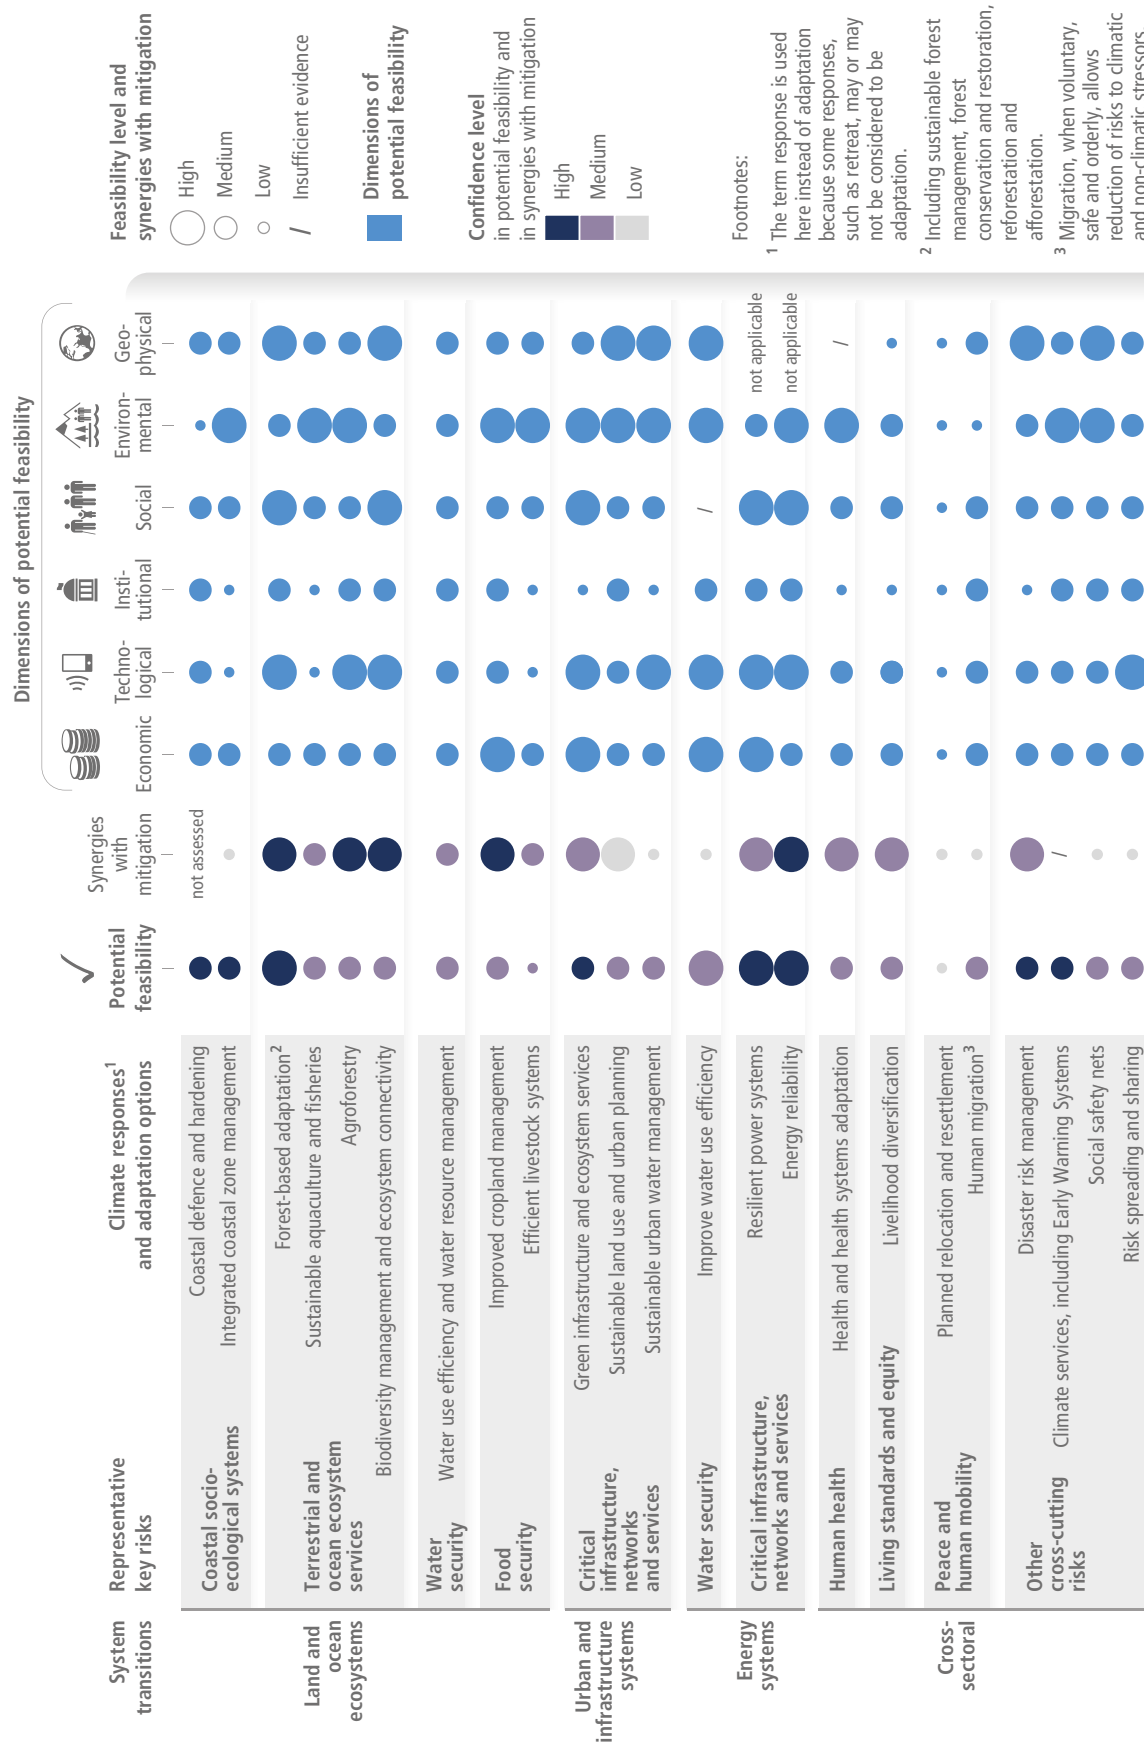 Dimensions of potential feasibility
System
transitions
Representative
key risks
Climate responses1
and adaptation options
Potential
feasibility
Synergies
with
mitigation
Economic
Techno-
logical
Insti-
tutional
Social
Environ-
mental
Geo-
physical
Land and
ocean
ecosystems
Coastal socio-
ecological systems
Coastal defence and hardening
not assessed
Integrated coastal zone management
Terrestrial and
ocean ecosystem
services
Forest-based adaptation2
Sustainable aquaculture and fisheries
Agroforestry
Biodiversity management and ecosystem connectivity
Water
security
Water use efficiency and water resource management
Food
security
Improved cropland management
Efficient livestock systems
Urban and
infrastructure
systems
Critical
infrastructure,
networks
and services
Green infrastructure and ecosystem services
Sustainable land use and urban planning
Sustainable urban water management
Water security
Improve water use efficiency
/
Energy
systems
Critical infrastructure,
networks and services
Resilient power systems
not applicable
Energy reliability
not applicable
Cross-
sectoral
Human health
Health and health systems adaptation
/
Living standards and equity
Livelihood diversification
Peace and
human mobility
Planned relocation and resettlement
Human migration3
Other
cross-cutting
risks
Disaster risk management
Climate services, including Early Warning Systems
/
Social safety nets
Risk spreading and sharing
Feasibility level and
synergies with mitigation
High
Medium
Low
/ Insufficient evidence
Dimensions of
potential feasibility
Confidence level
in potential feasibility and
in synergies with mitigation
High
Medium
Low
Footnotes:
1 The term response is used
here instead of adaptation
because some responses,
such as retreat, may or may
not be considered to be
adaptation.
2 Including sustainable forest
management, forest
conservation and restoration,
reforestation and
afforestation.
3 Migration, when voluntary,
safe and orderly, allows
reduction of risks to climatic
and non-climatic stressors.